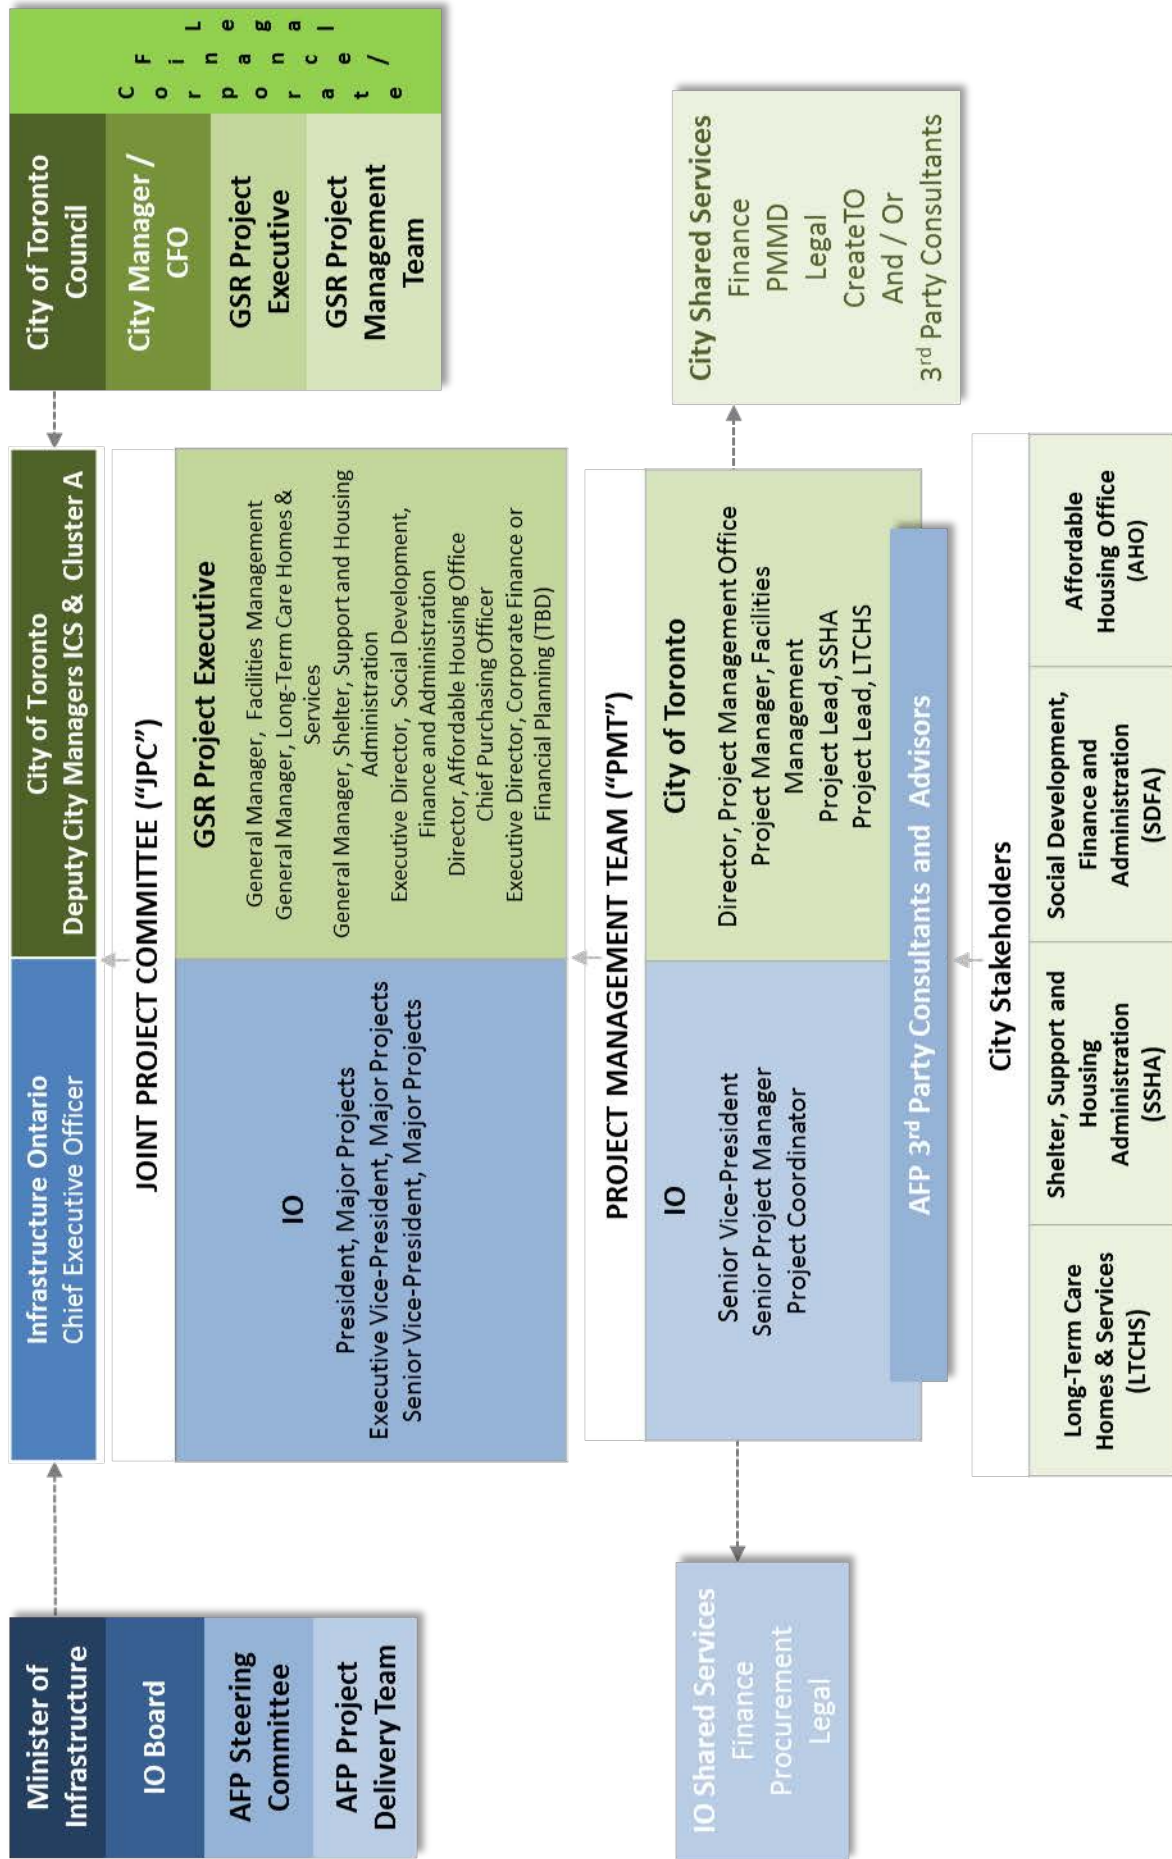 Minister of
Infrastructure
IO Board
AFP Steering
Committee
AFP Project
Delivery Team
Infrastructure Ontario
Chief Executive Officer
City of Toronto
Deputy City Managers ICS & Cluster A
City of Toronto
Council
City Manager /
CFO
GSR Project
Executive
GSR Project
Management
Team
C F
o i L
r n e
p a g
o n a
r c l
a e
t /
e
JOINT PROJECT COMMITTEE ("JPC")
IO
President, Major Projects
Executive Vice-President, Major Projects
Senior Vice-President, Major Projects
GSR Project Executive
General Manager, Facilities Management
General Manager, Long-Term Care Homes &
Services
General Manager, Shelter, Support and Housing
Administration
Executive Director, Social Development,
Finance and Administration
Director, Affordable Housing Office
Chief Purchasing Officer
Executive Director, Corporate Finance or
Financial Planning (TBD)
PROJECT MANAGEMENT TEAM ("PMT")
IO
Senior Vice-President
Senior Project Manager
Project Coordinator
City of Toronto
Director, Project Management Office
Project Manager, Facilities
Management
Project Lead, SSHA
Project Lead, LTCHS
AFP 3rd Party Consultants and Advisors
IO Shared Services
Finance
Procurement
Legal
City Shared Services
Finance
PMMD
Legal
CreateTO
And / Or
3rd Party Consultants
City Stakeholders
Long-Term Care
Homes & Services
(LTCHS)
Shelter, Support and
Housing
Administration
(SSHA)
Social Development,
Finance and
Administration
(SDFA)
Affordable
Housing Office
(AHO)